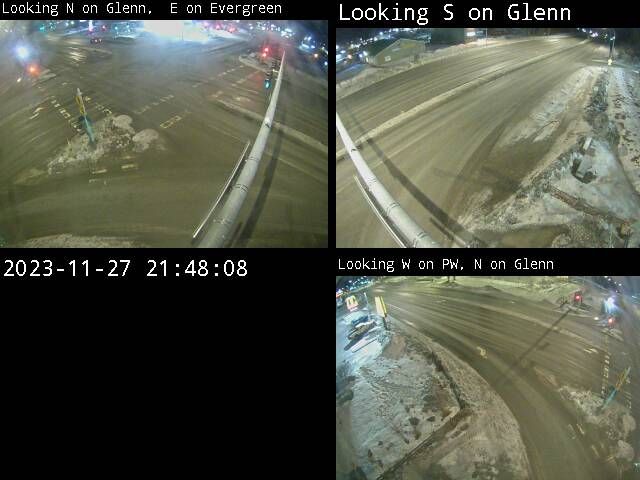 Looking N on Glenn,  E on Evergreen
Looking S on Glenn
2023-11-27 21:48:08
Looking W on PW, N on Glenn